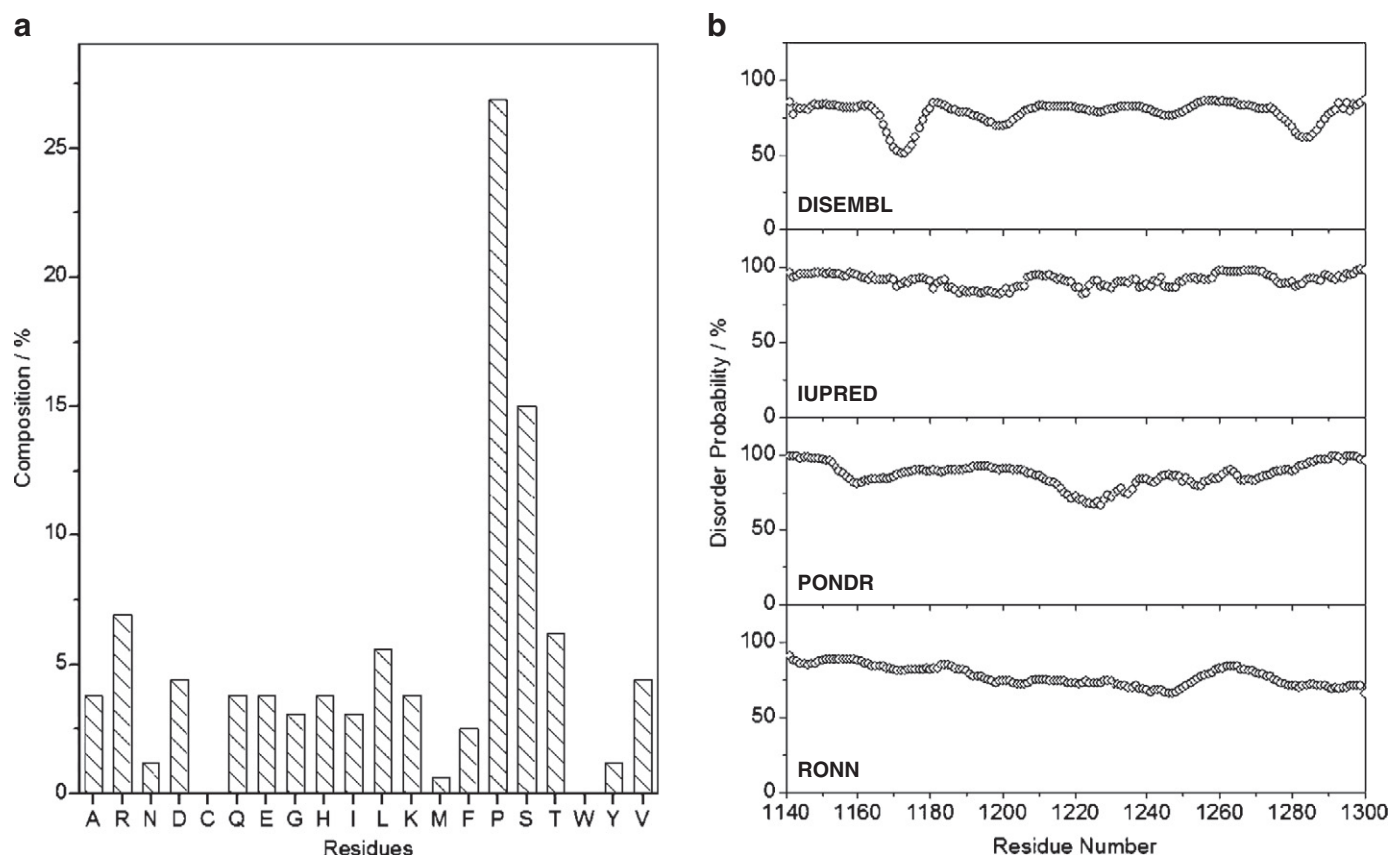 a
Composition / %
25
20
15
10
5
0
A R N D C Q E G H I L K M F P S T W Y V
Residues
b
Disorder Probability / %
100
50
0
DISEMBL
100
50
0
IUPRED
100
50
0
PONDR
100
50
0
RONN
1140 1160 1180 1200 1220 1240 1260 1280 1300
Residue Number